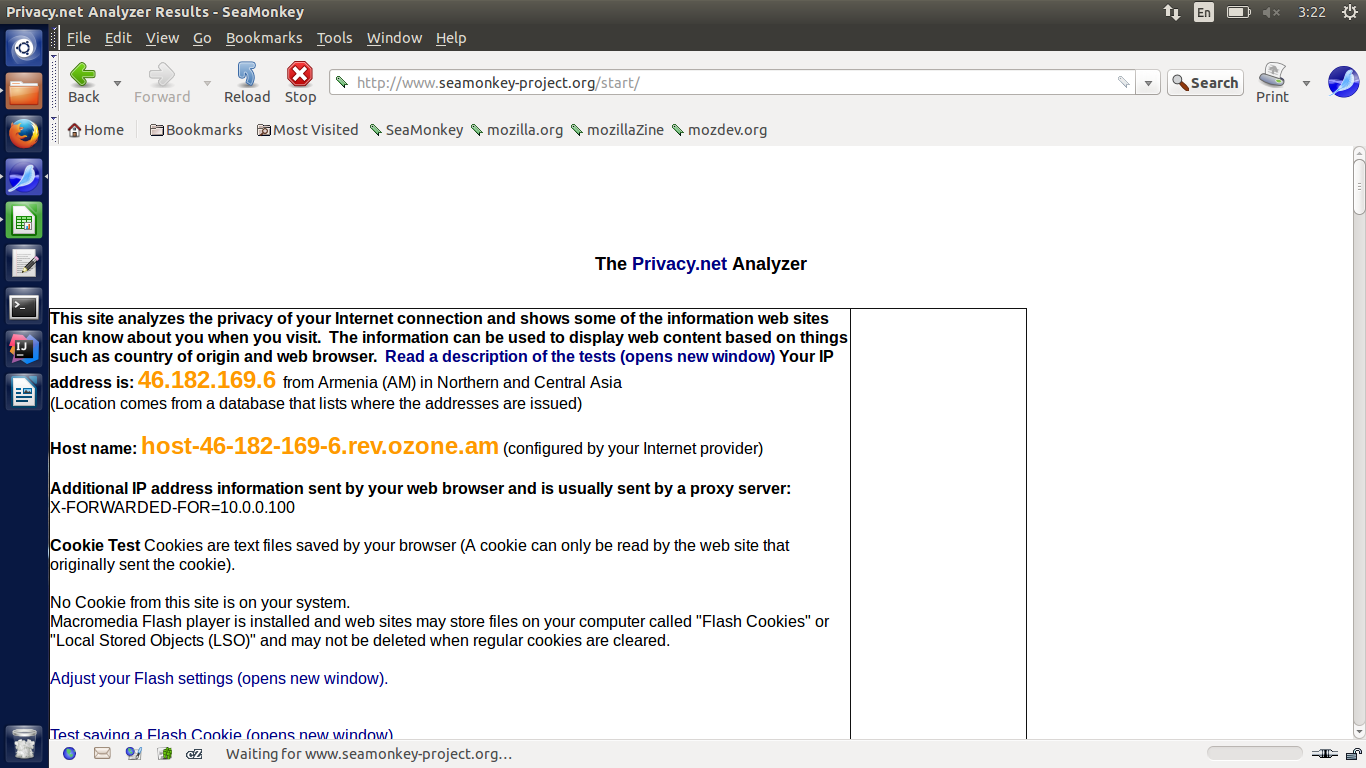 Privacy.net Analyzer Results - SeaMonkey
En
3:22
File Edit View Go Bookmarks Tools Window Help
Back Forward Reload Stop
http://www.seamonkey-project.org/start/
Search
Print
Home Bookmarks Most Visited SeaMonkey mozilla.org mozillaZine mozdev.org
The Privacy.net Analyzer
This site analyzes the privacy of your Internet connection and shows some of the information web sites
can know about you when you visit.  The information can be used to display web content based on things
such as country of origin and web browser.  Read a description of the tests (opens new window) Your IP
address is: 46.182.169.6 from Armenia (AM) in Northern and Central Asia
(Location comes from a database that lists where the addresses are issued)
Host name: host-46-182-169-6.rev.ozone.am (configured by your Internet provider)
Additional IP address information sent by your web browser and is usually sent by a proxy server:
X-FORWARDED-FOR=10.0.0.100
Cookie Test Cookies are text files saved by your browser (A cookie can only be read by the web site that
originally sent the cookie).
No Cookie from this site is on your system.
Macromedia Flash player is installed and web sites may store files on your computer called "Flash Cookies" or
"Local Stored Objects (LSO)" and may not be deleted when regular cookies are cleared.
Adjust your Flash settings (opens new window).
Test saving a Flash Cookie (opens new window)
Waiting for www.seamonkey-project.org…